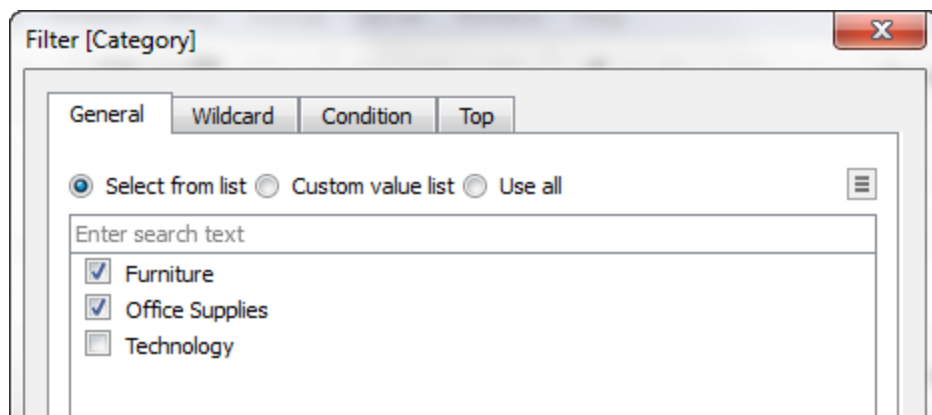 Filter [Category]
General Wildcard Condition Top
Select from list Custom value list Use all
Enter search text
Furniture
Office Supplies
Technology